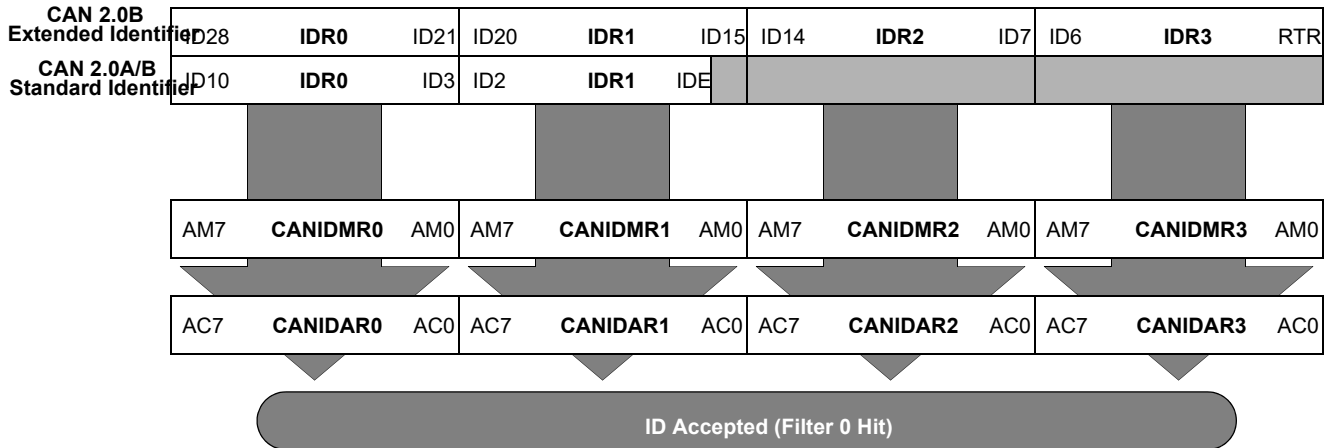 CAN 2.0B
Extended Identifier ID28 IDR0 ID21 ID20 IDR1 ID15 ID14 IDR2 ID7 ID6 IDR3 RTR
CAN 2.0A/B
Standard Identifier ID10 IDR0 ID3 ID2 IDR1 IDE
AM7 CANIDMR0 AM0 AM7 CANIDMR1 AM0 AM7 CANIDMR2 AM0 AM7 CANIDMR3 AM0
AC7 CANIDAR0 AC0 AC7 CANIDAR1 AC0 AC7 CANIDAR2 AC0 AC7 CANIDAR3 AC0
ID Accepted (Filter 0 Hit)